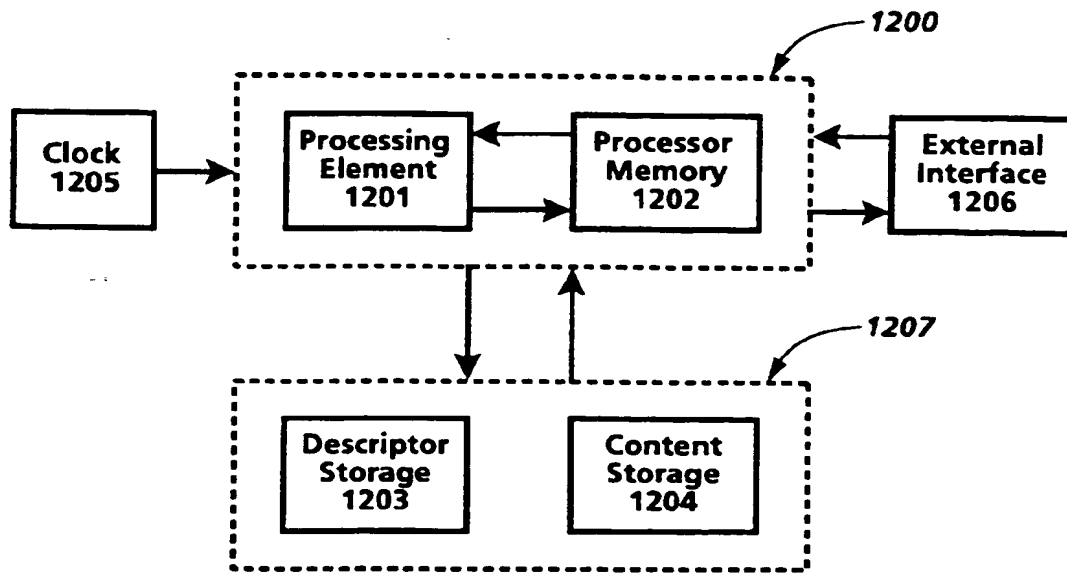 1200
Clock
1205
Processing
Element
1201
Processor
Memory
1202
External
Interface
1206
1207
Descriptor
Storage
1203
Content
Storage
1204